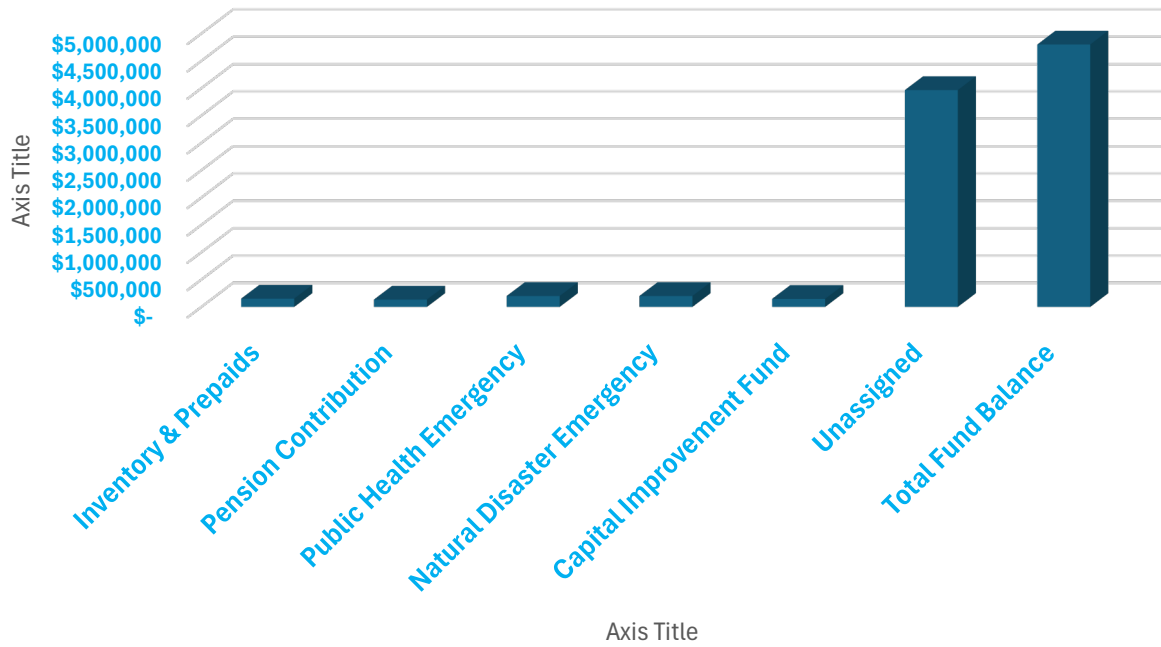 $5,000,000
$4,500,000
$4,000,000
$3,500,000
$3,000,000
$2,500,000
$2,000,000
$1,500,000
$1,000,000
$500,000
$-
Axis Title
Inventory & Prepaids
Pension Contribution
Public Health Emergency
Natural Disaster Emergency
Capital Improvement Fund
Unassigned
Total Fund Balance
Axis Title